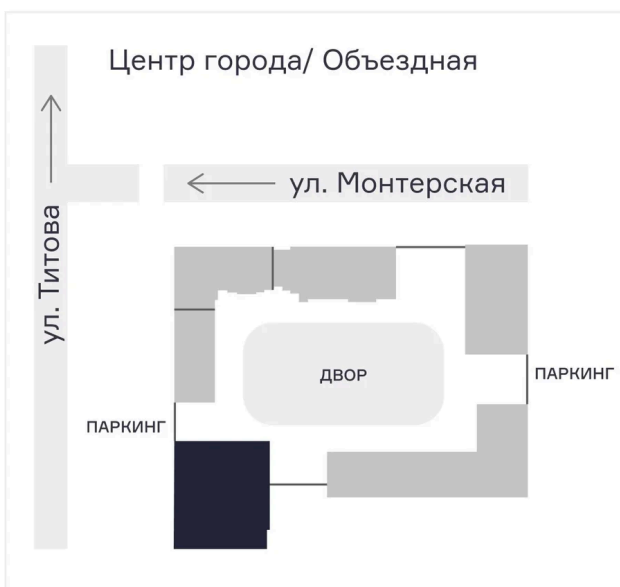 Центр города/ Объездная
ул. Монтерская
ул. Титова
ДВОР
ПАРКИНГ
ПАРКИНГ